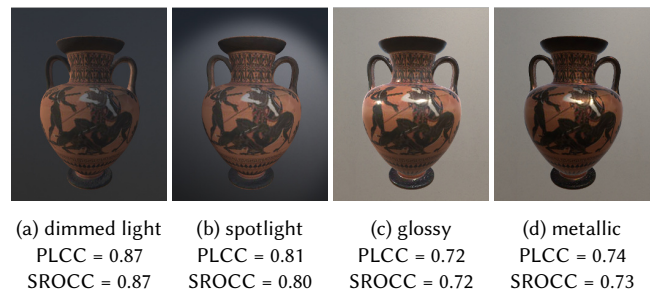 (a) dimmed light
PLCC = 0.87
SROCC = 0.87
(b) spotlight
PLCC = 0.81
SROCC = 0.80
(c) glossy
PLCC = 0.72
SROCC = 0.72
(d) metallic
PLCC = 0.74
SROCC = 0.73